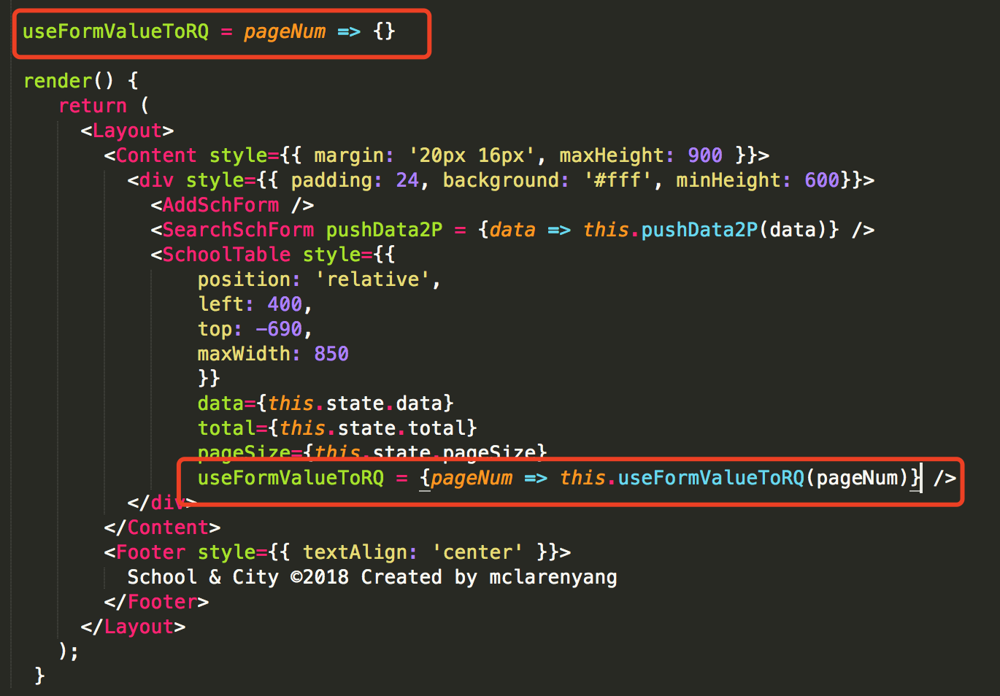 useFormValueToRQ = pageNum => {}
render() {
return (
<Layout>
<Content style={{ margin: '20px 16px', maxHeight: 900 }}>
<div style={{ padding: 24, background: '#fff', minHeight: 600}}>
<AddSchForm />
<SearchSchForm pushData2P = {data => this.pushData2P(data)} />
<SchoolTable style={{
position: 'relative',
left: 400,
top: -690,
maxWidth: 850
}}
data={this.state.data}
total={this.state.total}
pageSize={this.state.pageSize}
useFormValueToRQ = {pageNum => this.useFormValueToRQ(pageNum)} />
</div>
</Content>
<Footer style={{ textAlign: 'center' }}>
School & City ©2018 Created by mclarenyang
</Footer>
</Layout>
);
}